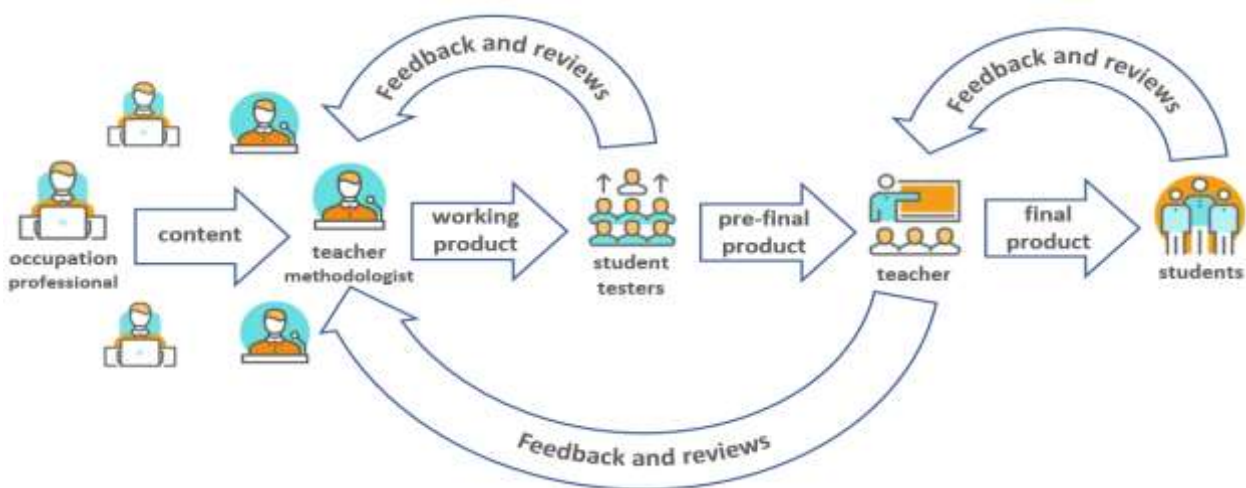 Feedback and reviews
Feedback and reviews
occupation
professional
content
teacher
methodologist
working
product
student
testers
pre-final
product
teacher
final
product
students
Feedback and reviews